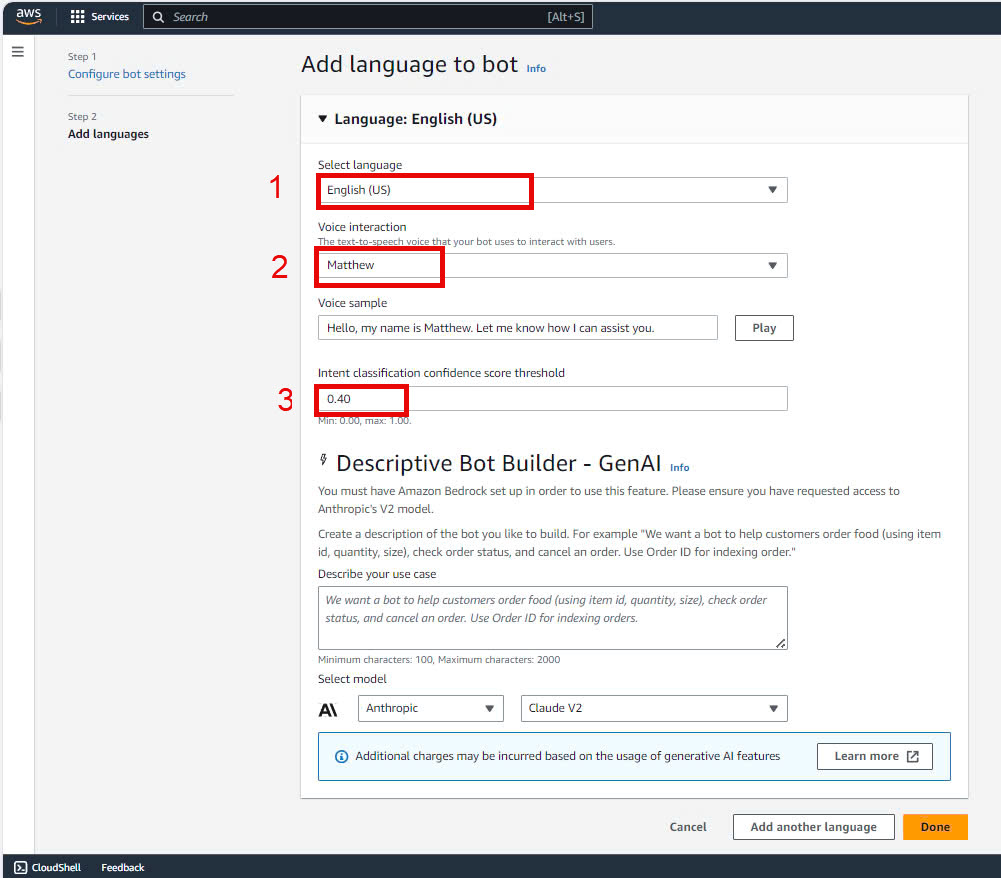 aws
Services
Search
[Alt+S]
Step 1
Configure bot settings
Step 2
Add languages
Add language to bot Info
Language: English (US)
Select language
1
English (US)
Voice interaction
The text-to-speech voice that your bot uses to interact with users.
2
Matthew
Voice sample
Hello, my name is Matthew. Let me know how I can assist you.
Play
Intent classification confidence score threshold
3
0.40
Min: 0.00, max: 1.00.
Descriptive Bot Builder - GenAI Info
You must have Amazon Bedrock set up in order to use this feature. Please ensure you have requested access to
Anthropic's V2 model.
Create a description of the bot you like to build. For example "We want a bot to help customers order food (using item
id, quantity, size), check order status, and cancel an order. Use Order ID for indexing order."
Describe your use case
We want a bot to help customers order food (using item id, quantity, size), check order
status, and cancel an order. Use Order ID for indexing orders.
Minimum characters: 100, Maximum characters: 2000
Select model
Anthropic
Claude V2
Additional charges may be incurred based on the usage of generative AI features
Learn more
Cancel
Add another language
Done
CloudShell
Feedback